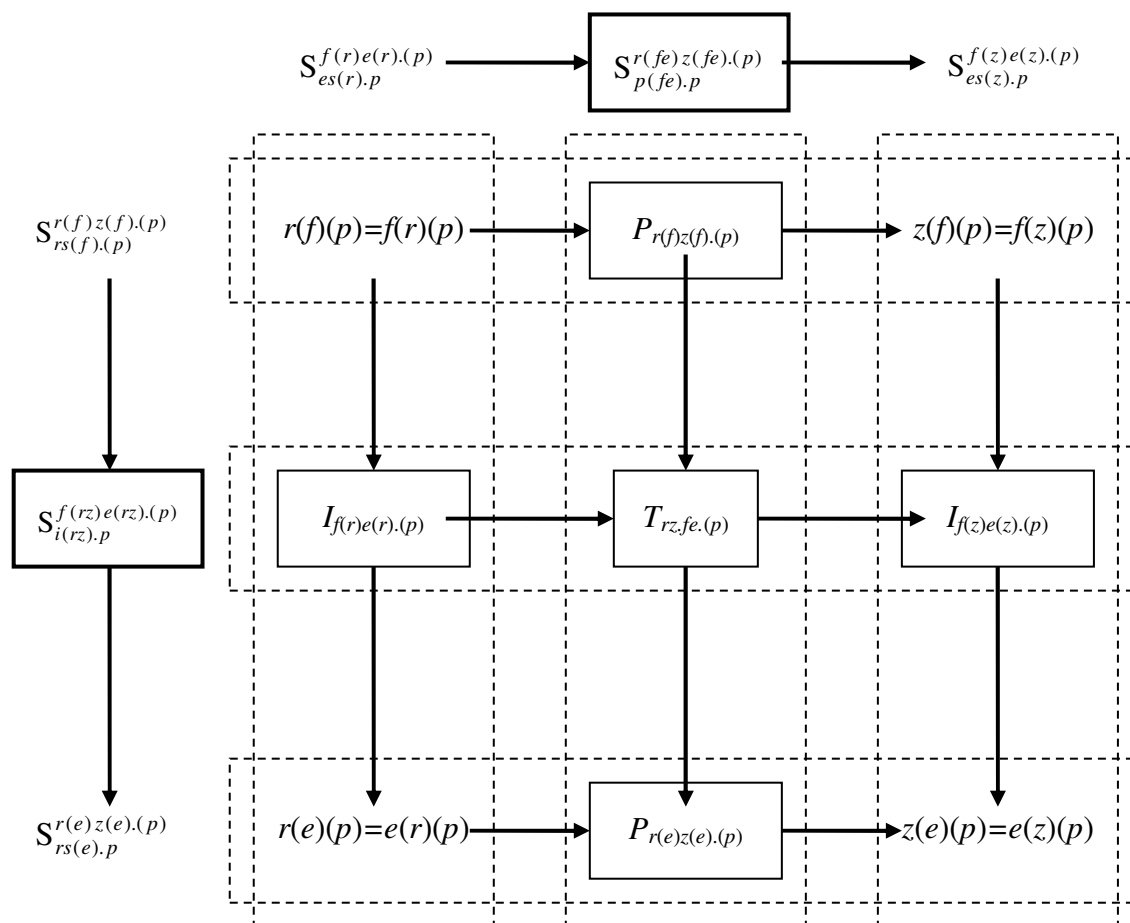 S^{f(r)e(r).(p)}_{es(r).p} S^{r(fe)z(fe).(p)}_{p(fe).p} S^{f(z)e(z).(p)}_{es(z).p}
S^{r(f)z(f).(p)}_{rs(f).(p)} r(f)(p)=f(r)(p) P_{r(f)z(f).(p)} z(f)(p)=f(z)(p)
S^{f(rz)e(rz).(p)}_{i(rz).p} I_{f(r)e(r).(p)} T_{rz.fe.(p)} I_{f(z)e(z).(p)}
S^{r(e)z(e).(p)}_{rs(e).p} r(e)(p)=e(r)(p) P_{r(e)z(e).(p)} z(e)(p)=e(z)(p)